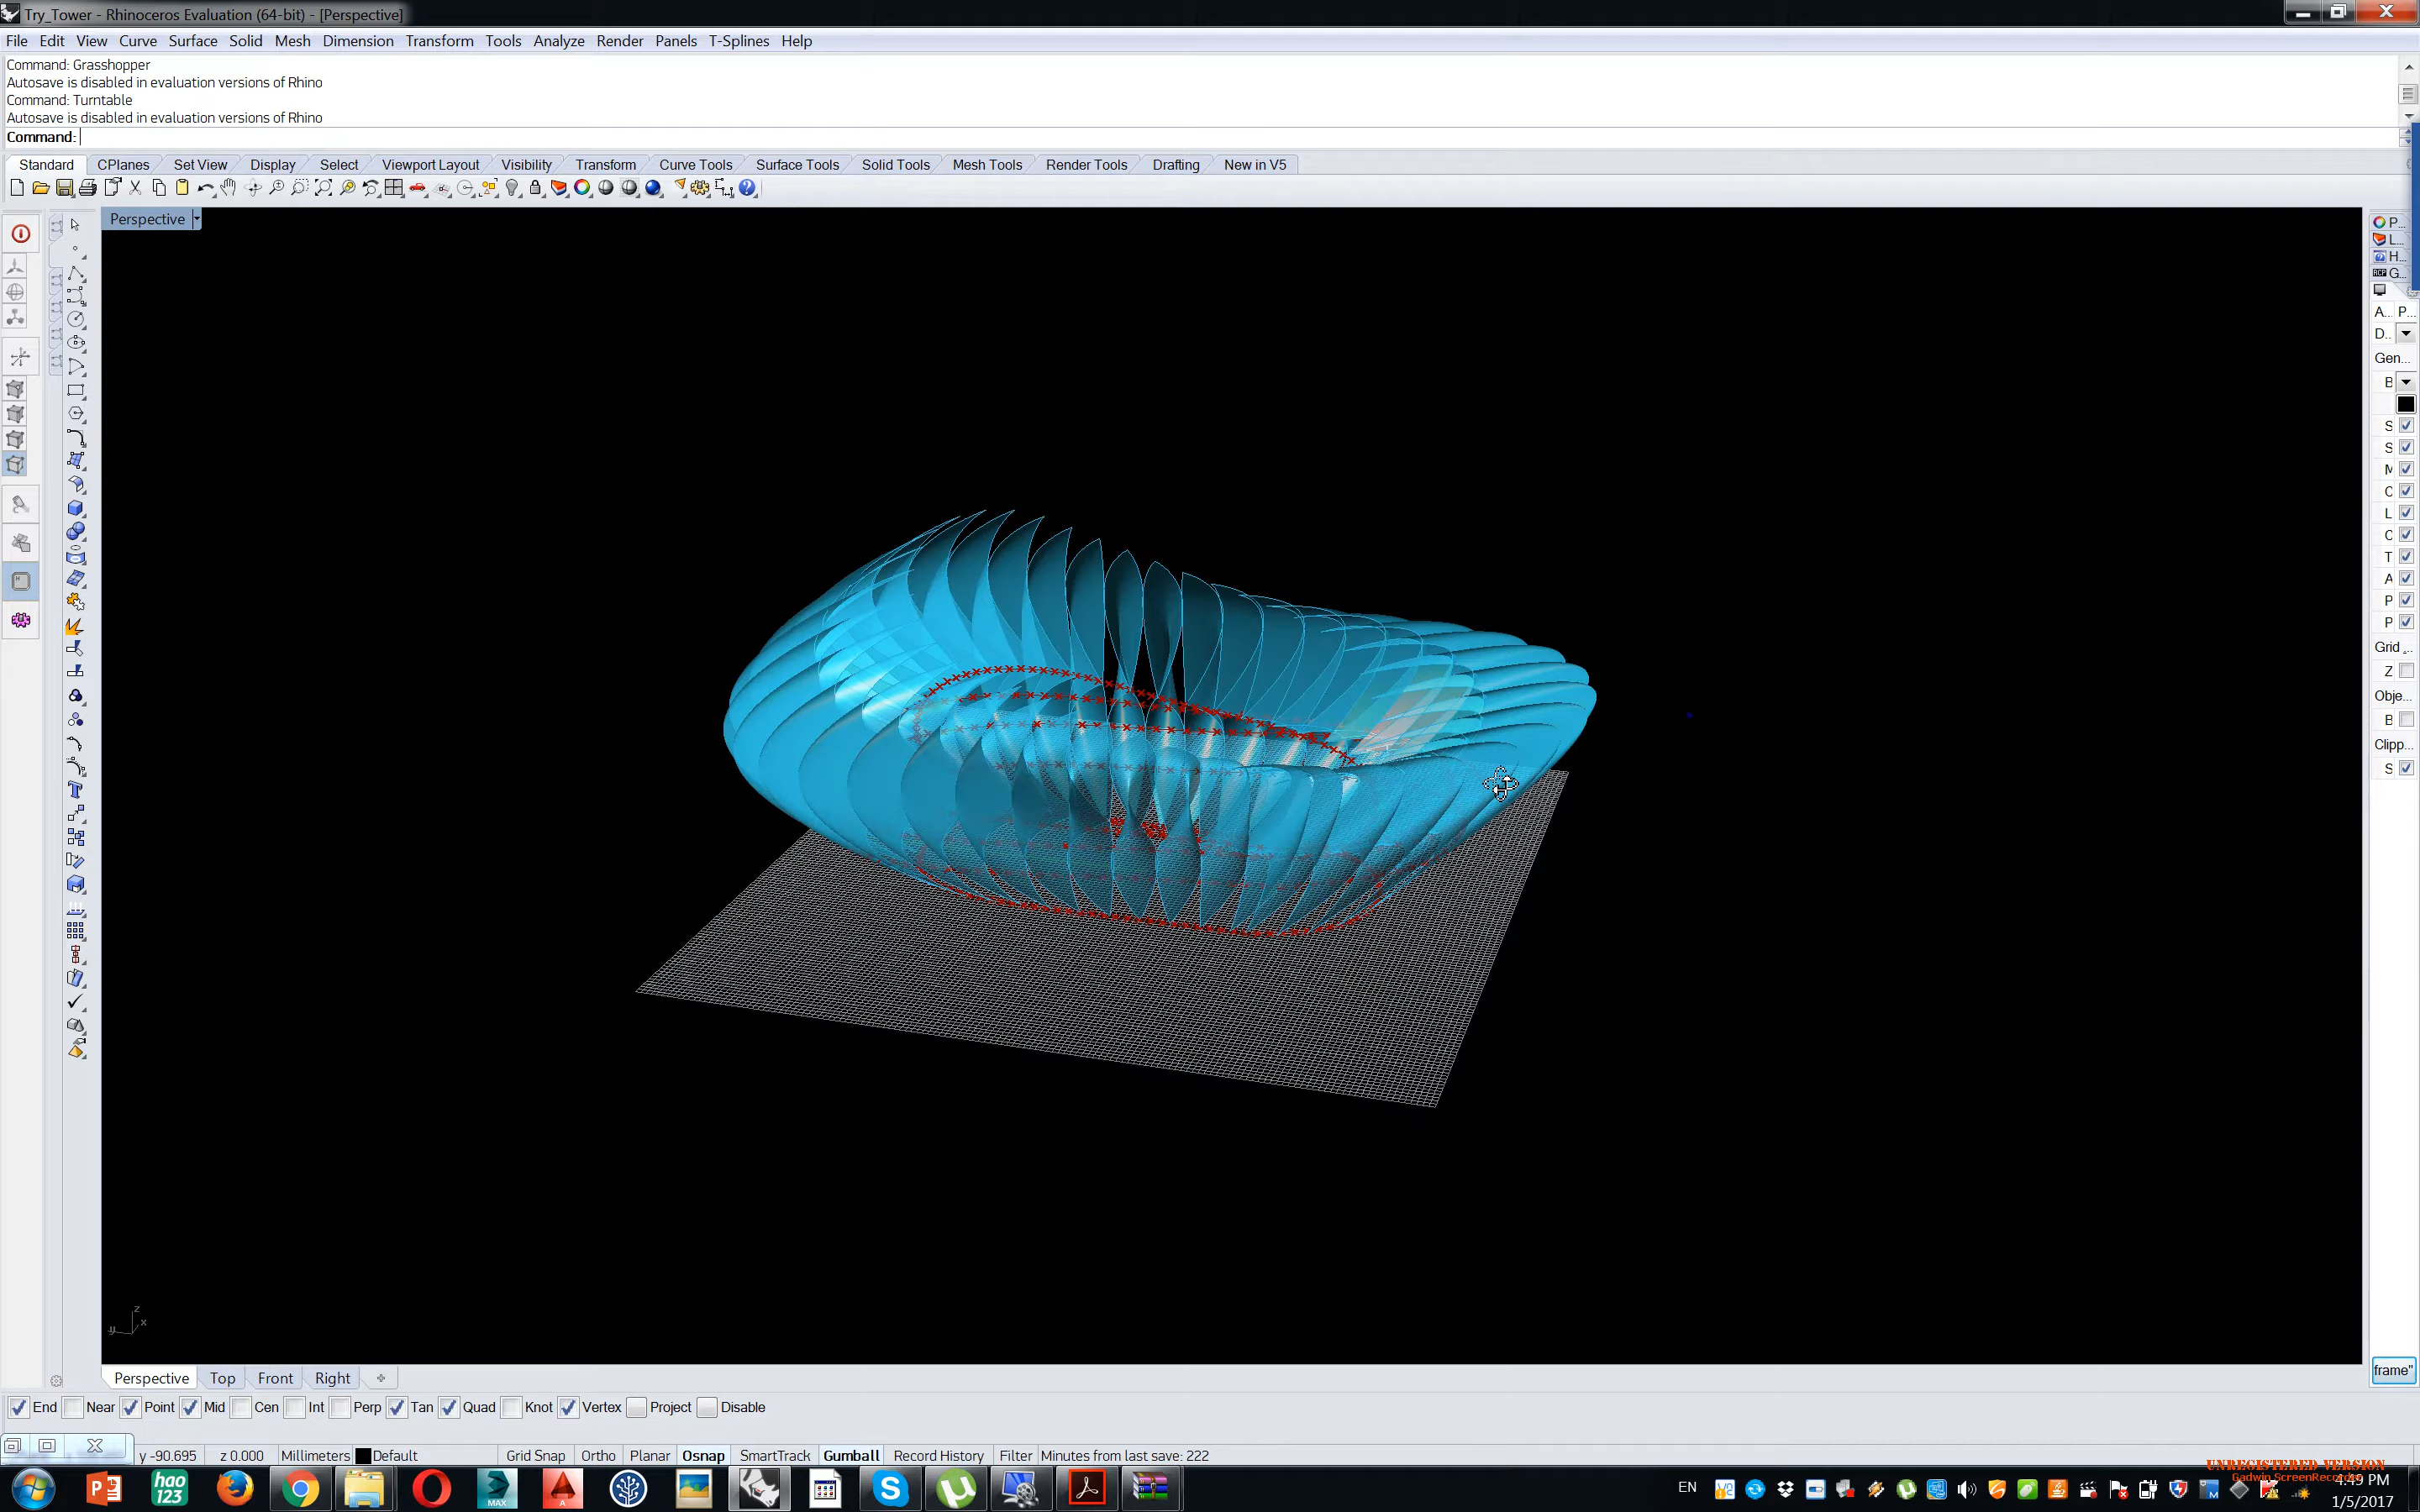 Try_Tower - Rhinoceros Evaluation (64-bit) - [Perspective]
File Edit View Curve Surface Solid Mesh Dimension Transform Tools Analyze Render Panels T-Splines Help
Command: Grasshopper
Autosave is disabled in evaluation versions of Rhino
Command: Turntable
Autosave is disabled in evaluation versions of Rhino
Command:
Standard CPlanes Set View Display Select Viewport Layout Visibility Transform Curve Tools Surface Tools Solid Tools Mesh Tools Render Tools Drafting New in V5
Perspective
P...
L...
H...
G...
A... P...
D...
Gen...
B
S
S
M
C
L
C
T
A
P
P
Grid ...
Z
Obje...
B
Clipp...
S
z
y x
frame"
Perspective Top Front Right
End Near Point Mid Cen Int Perp Tan Quad Knot Vertex Project Disable
y -90.695 z 0.000 Millimeters Default Grid Snap Ortho Planar Osnap SmartTrack Gumball Record History Filter Minutes from last save: 222
hao
123
MAX
A
EN
UNREGISTERED VERSION
Gadwin ScreenRecorder
4:49 PM
1/5/2017